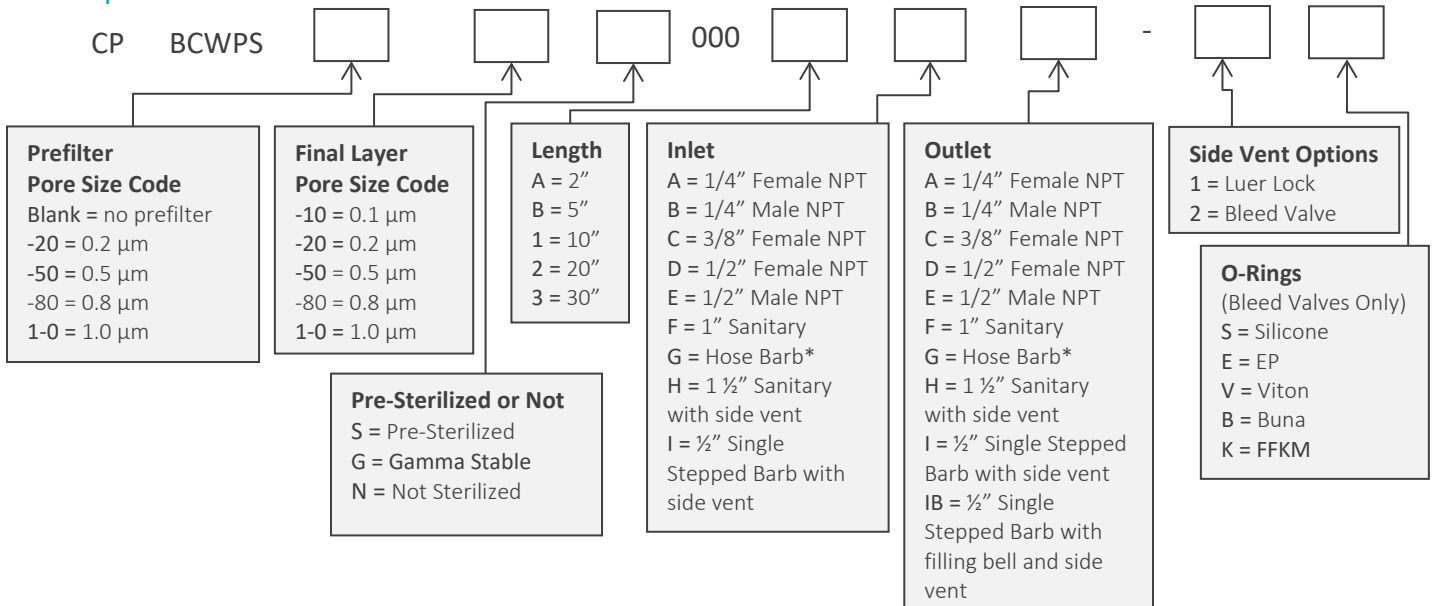 CP BCWPS 000 -
Prefilter
Pore Size Code
Blank = no prefilter
-20 = 0.2 µm
-50 = 0.5 µm
-80 = 0.8 µm
1-0 = 1.0 µm
Final Layer
Pore Size Code
-10 = 0.1 µm
-20 = 0.2 µm
-50 = 0.5 µm
-80 = 0.8 µm
1-0 = 1.0 µm
Pre-Sterilized or Not
S = Pre-Sterilized
G = Gamma Stable
N = Not Sterilized
Length
A = 2”
B = 5”
1 = 10”
2 = 20”
3 = 30”
Inlet
A = 1/4” Female NPT
B = 1/4” Male NPT
C = 3/8” Female NPT
D = 1/2” Female NPT
E = 1/2” Male NPT
F = 1” Sanitary
G = Hose Barb*
H = 1 ½” Sanitary
with side vent
I = ½” Single
Stepped Barb with
side vent
Outlet
A = 1/4” Female NPT
B = 1/4” Male NPT
C = 3/8” Female NPT
D = 1/2” Female NPT
E = 1/2” Male NPT
F = 1” Sanitary
G = Hose Barb*
H = 1 ½” Sanitary
with side vent
I = ½” Single Stepped
Barb with side vent
IB = ½” Single
Stepped Barb with
filling bell and side
vent
Side Vent Options
1 = Luer Lock
2 = Bleed Valve
O-Rings
(Bleed Valves Only)
S = Silicone
E = EP
V = Viton
B = Buna
K = FFKM